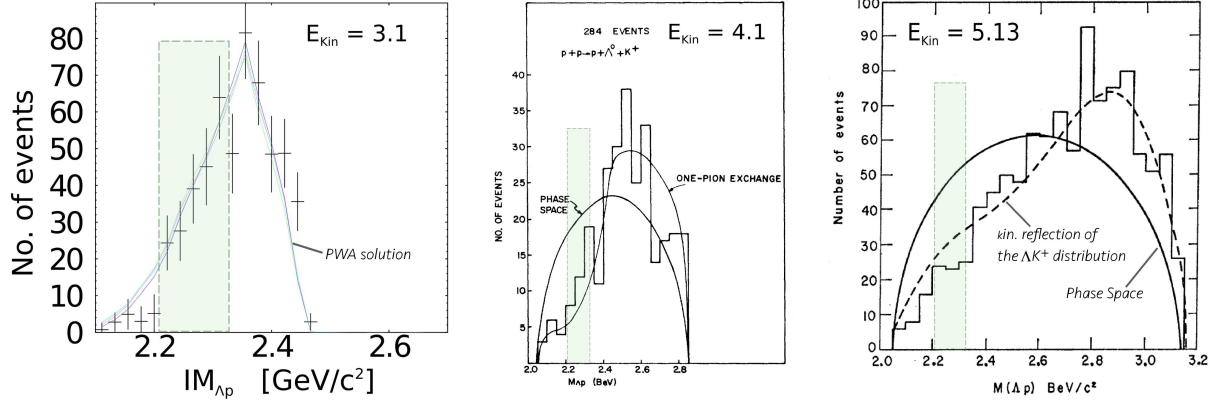 E_Kin = 3.1
80
70
60
50
40
30
20
10
0
No. of events
PWA solution
2.2 2.4 2.6
IM_Λp [GeV/c²]
284 EVENTS
E_Kin = 4.1
p+p→p+Λ⁰+K⁺
40
35
30
25
20
15
10
5
NO. OF EVENTS
PHASE
SPACE
ONE-PION EXCHANGE
2.0 2.2 2.4 2.6 2.8
M_Λp (BeV)
E_Kin = 5.13
100
90
80
70
60
50
40
30
20
10
0
Number of events
kin. reflection of
the ΛK⁺ distribution
Phase Space
2.0 2.2 2.4 2.6 2.8 3.0 3.2
M(Λp) BeV/c²